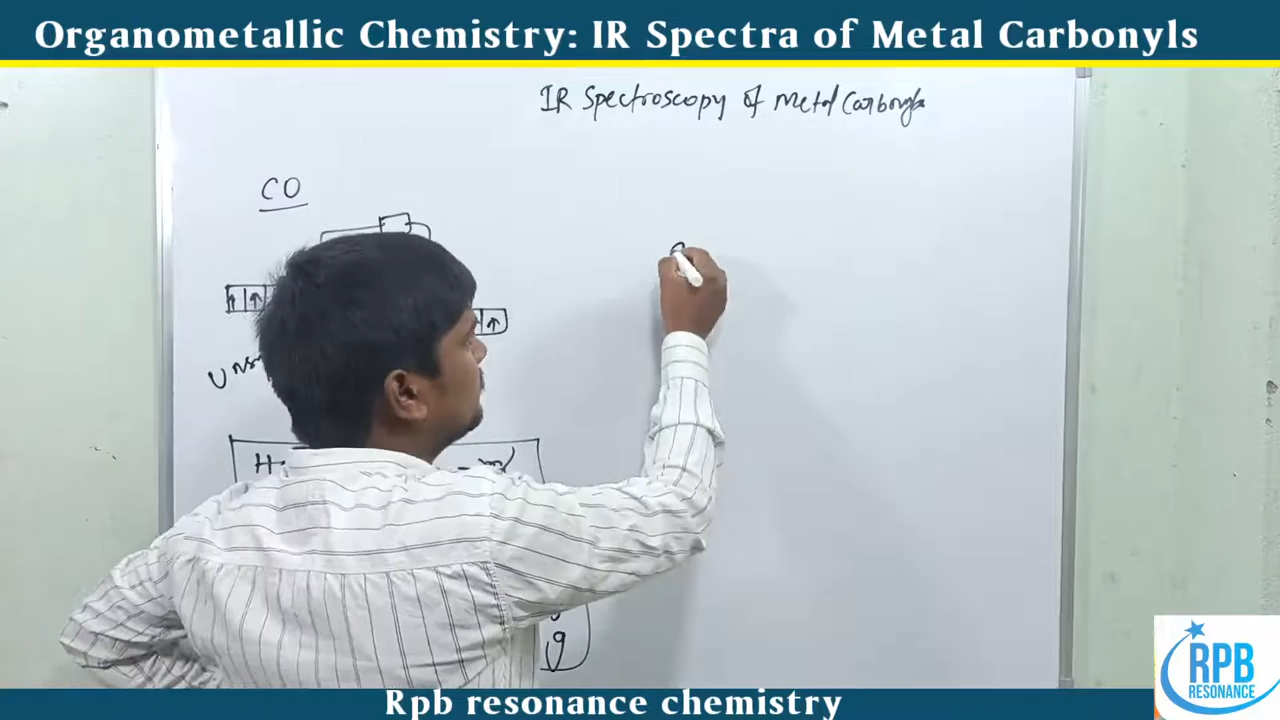 Organometallic Chemistry: IR Spectra of Metal Carbonyls
IR Spectroscopy of Metal Carbonyls
CO
g
RPB
RESONANCE
Rpb resonance chemistry